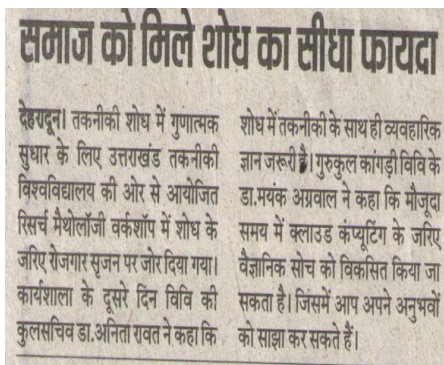 समाज को मिले शोध का सीधा फायदा
देहरादून। तकनीकी शोध में गुणात्मक
सुधार के लिए उत्तराखंड तकनीकी
विश्वविद्यालय की ओर से आयोजित
रिसर्च मैथोलॉजी वर्कशॉप में शोध के
जरिए रोजगार सृजन पर जोर दिया गया।
कार्यशाला के दूसरे दिन विवि की
कुलसचिव डा.अनिता रावत ने कहा कि
शोध में तकनीकी के साथ ही व्यवहारिक
ज्ञान जरूरी है। गुरुकुल कांगड़ी विवि के
डा.मयंक अग्रवाल ने कहा कि मौजूदा
समय में क्लाउड कंप्यूटिंग के जरिए
वैज्ञानिक सोच को विकसित किया जा
सकता है। जिसमें आप अपने अनुभवों
को साझा कर सकते हैं।